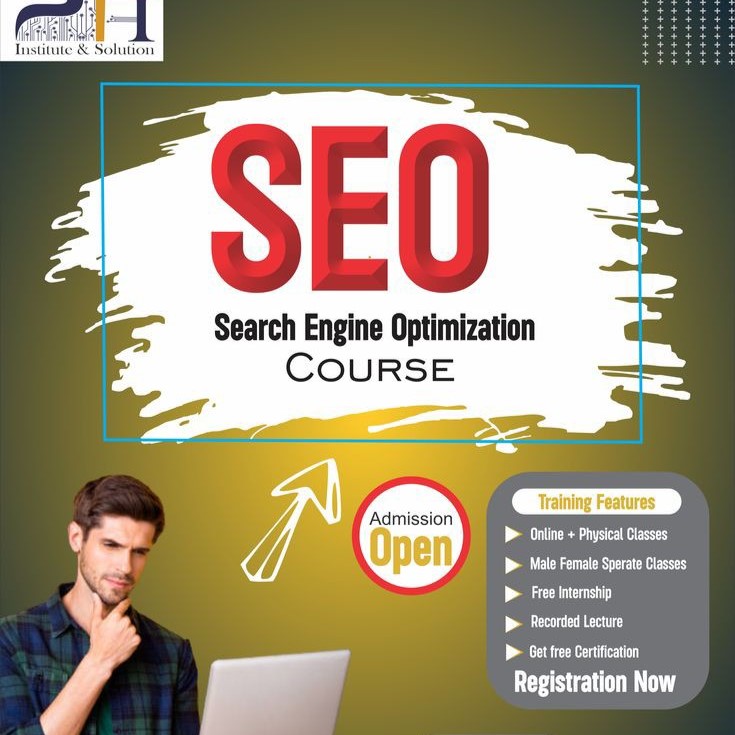 Institute & Solution
SEO
Search Engine Optimization
COURSE
Admission
Open
Training Features
Online + Physical Classes
Male Female Sperate Classes
Free Internship
Recorded Lecture
Get free Certification
Registration Now